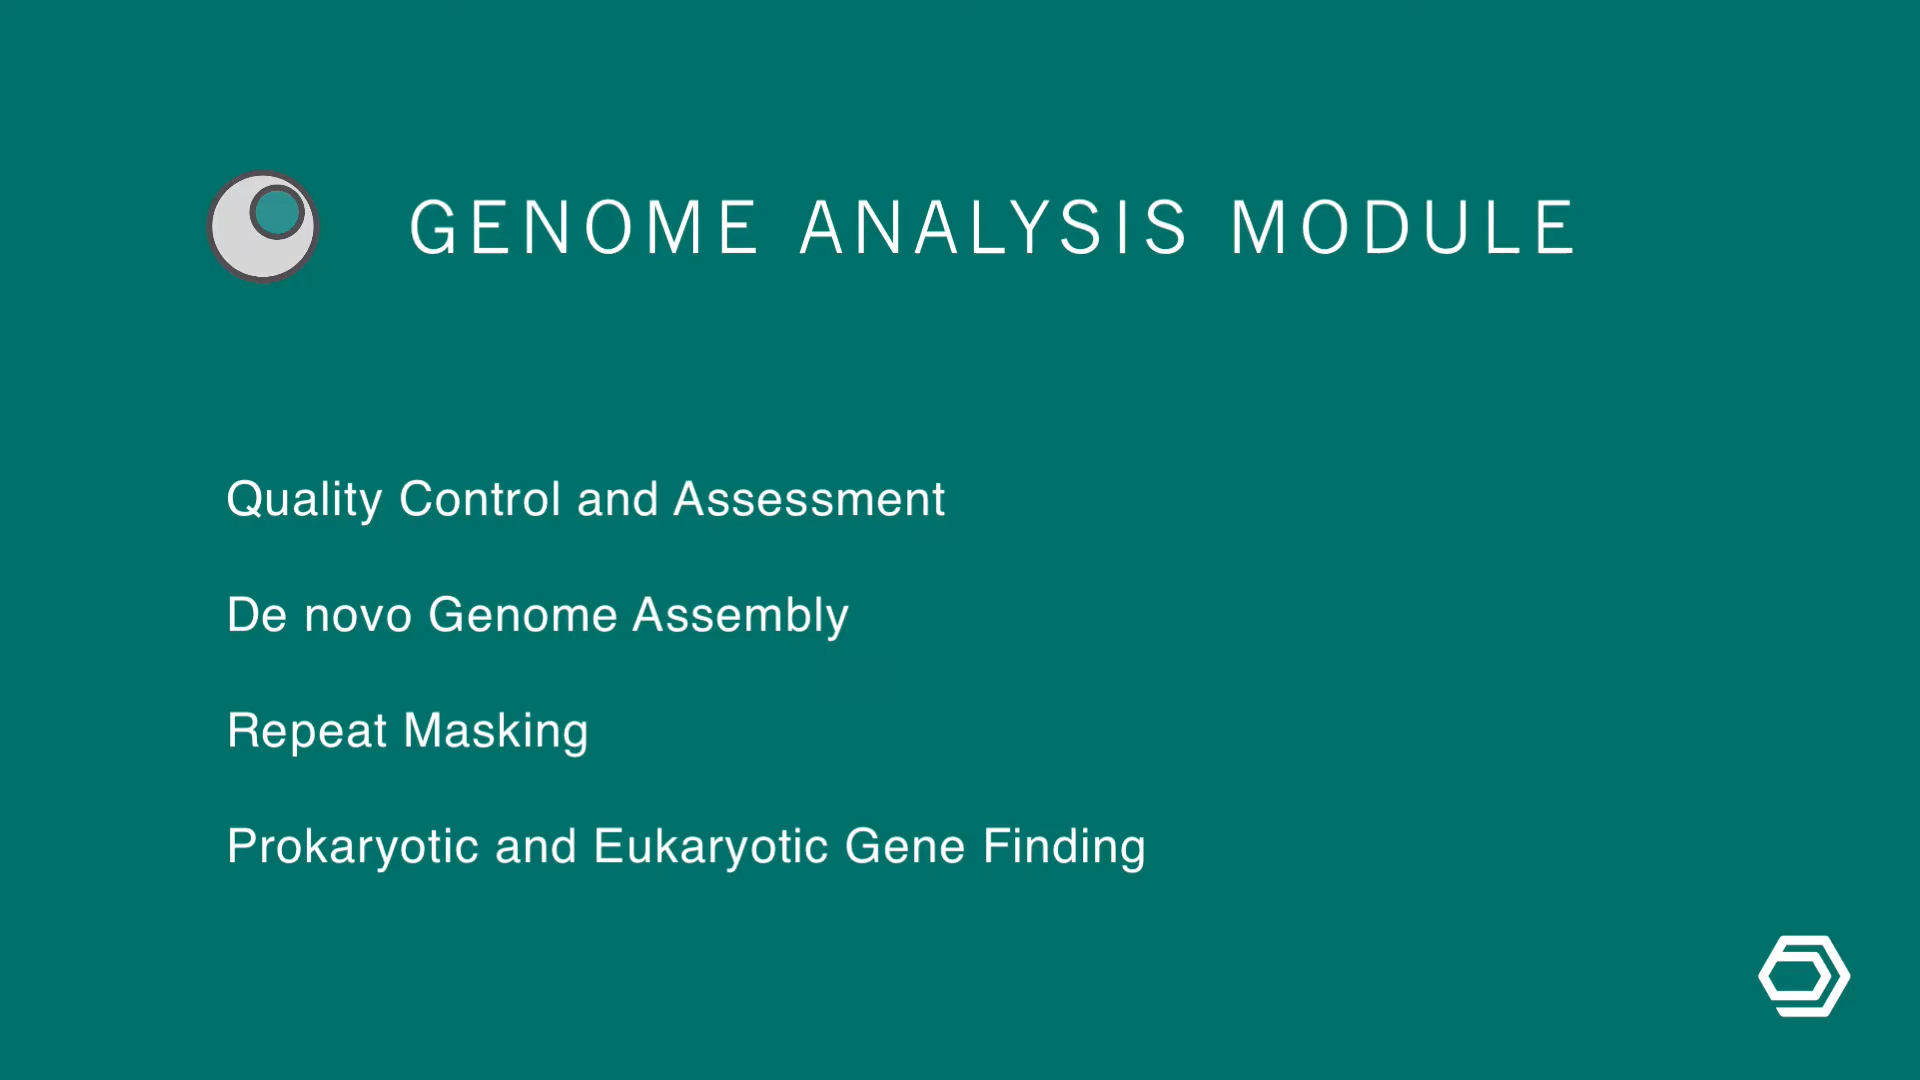 GENOME ANALYSIS MODULE
Quality Control and Assessment
De novo Genome Assembly
Repeat Masking
Prokaryotic and Eukaryotic Gene Finding